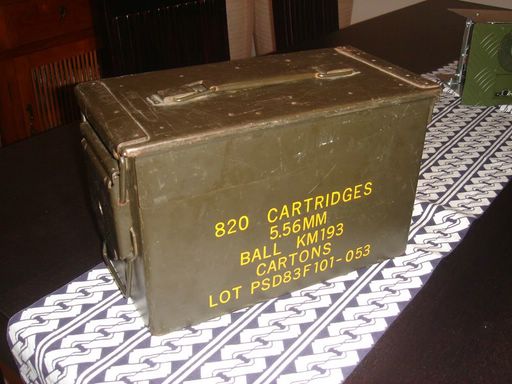 820 CARTRIDGES
5.56MM
BALL KM193
CARTONS
LOT PSD83F101-053